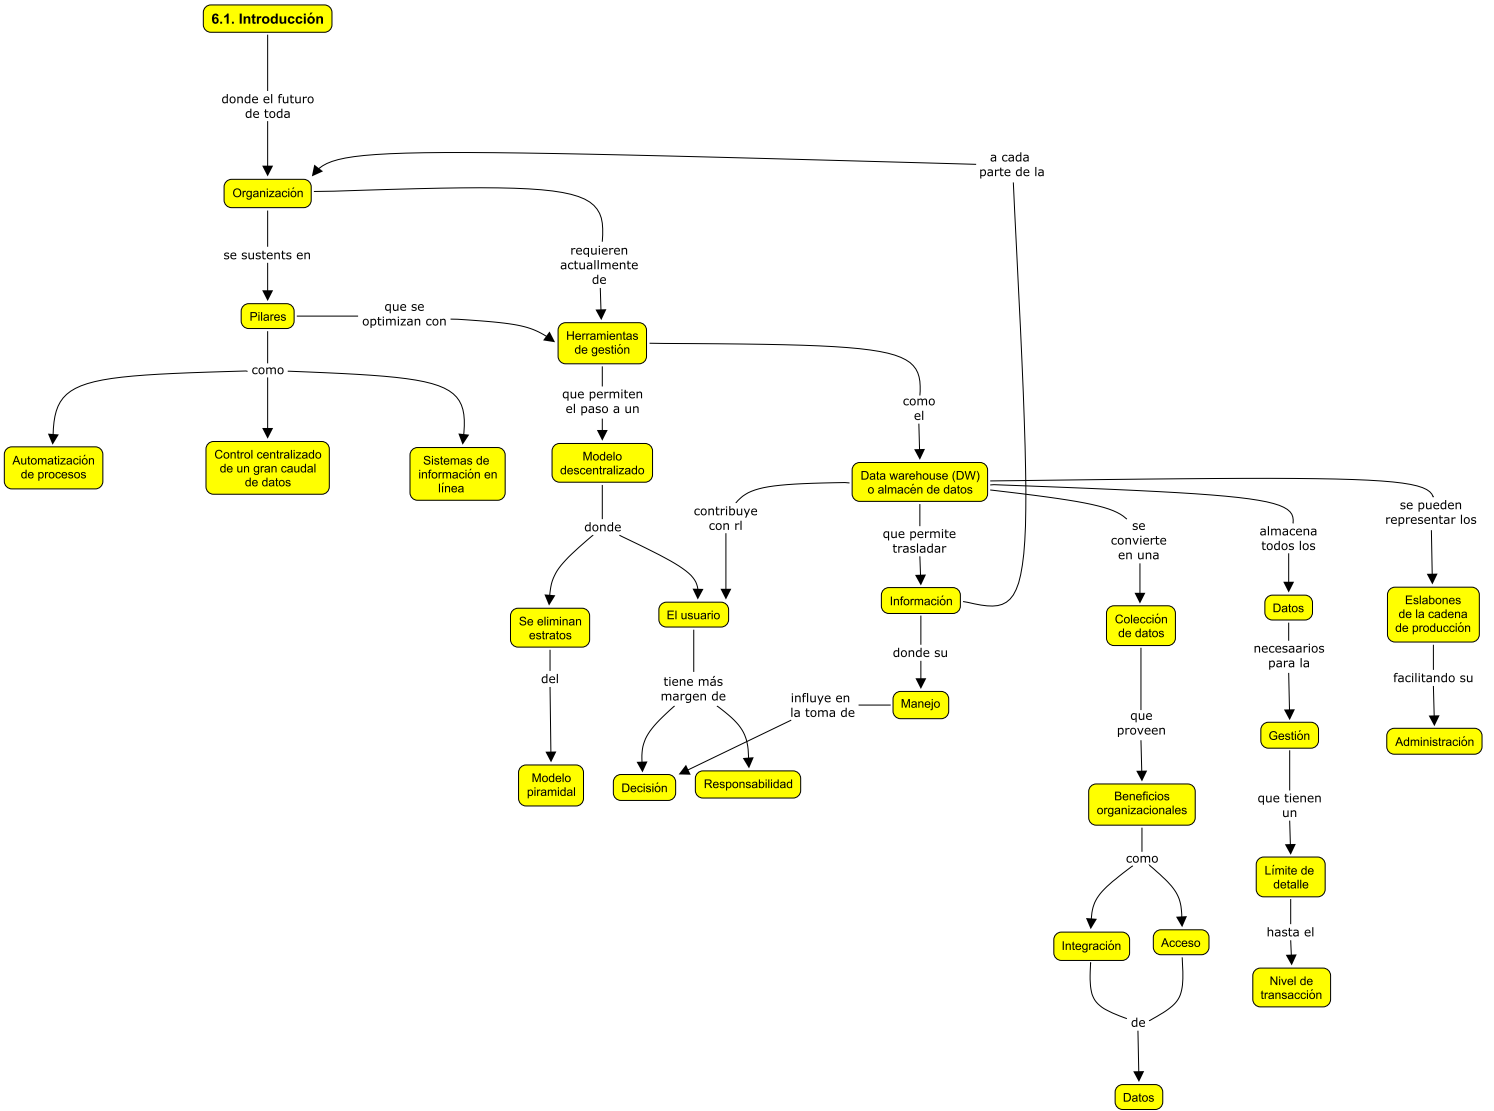 6.1. Introducción
donde el futuro
de toda
a cada
parte de la
Organización
se sustents en
requieren
actuallmente
de
Pilares
que se
optimizan con
Herramientas
de gestión
como
Automatización
de procesos
Control centralizado
de un gran caudal
de datos
Sistemas de
información en
línea
que permiten
el paso a un
como
el
Modelo
descentralizado
Data warehouse (DW)
o almacén de datos
donde
contribuye
con rl
que permite
trasladar
se
convierte
en una
almacena
todos los
se pueden
representar los
Se eliminan
estratos
El usuario
Información
Colección
de datos
Datos
Eslabones
de la cadena
de producción
del
tiene más
margen de
donde su
necesaarios
para la
facilitando su
influye en
la toma de
Manejo
que
proveen
Gestión
Administración
Modelo
piramidal
Decisión
Responsabilidad
Beneficios
organizacionales
que tienen
un
como
Límite de
detalle
Integración
Acceso
hasta el
Nivel de
transacción
de
Datos